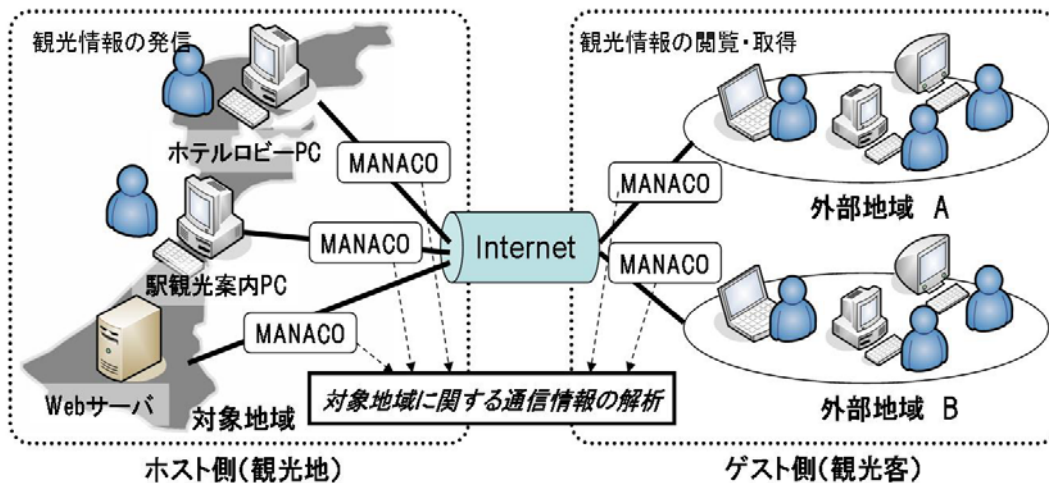 観光情報の発信
ホテルロビーPC
MANACO
駅観光案内PC
MANACO
Webサーバ
MANACO
対象地域
ホスト側(観光地)
Internet
対象地域に関する通信情報の解析
観光情報の閲覧・取得
MANACO
外部地域 A
MANACO
外部地域 B
ゲスト側(観光客)